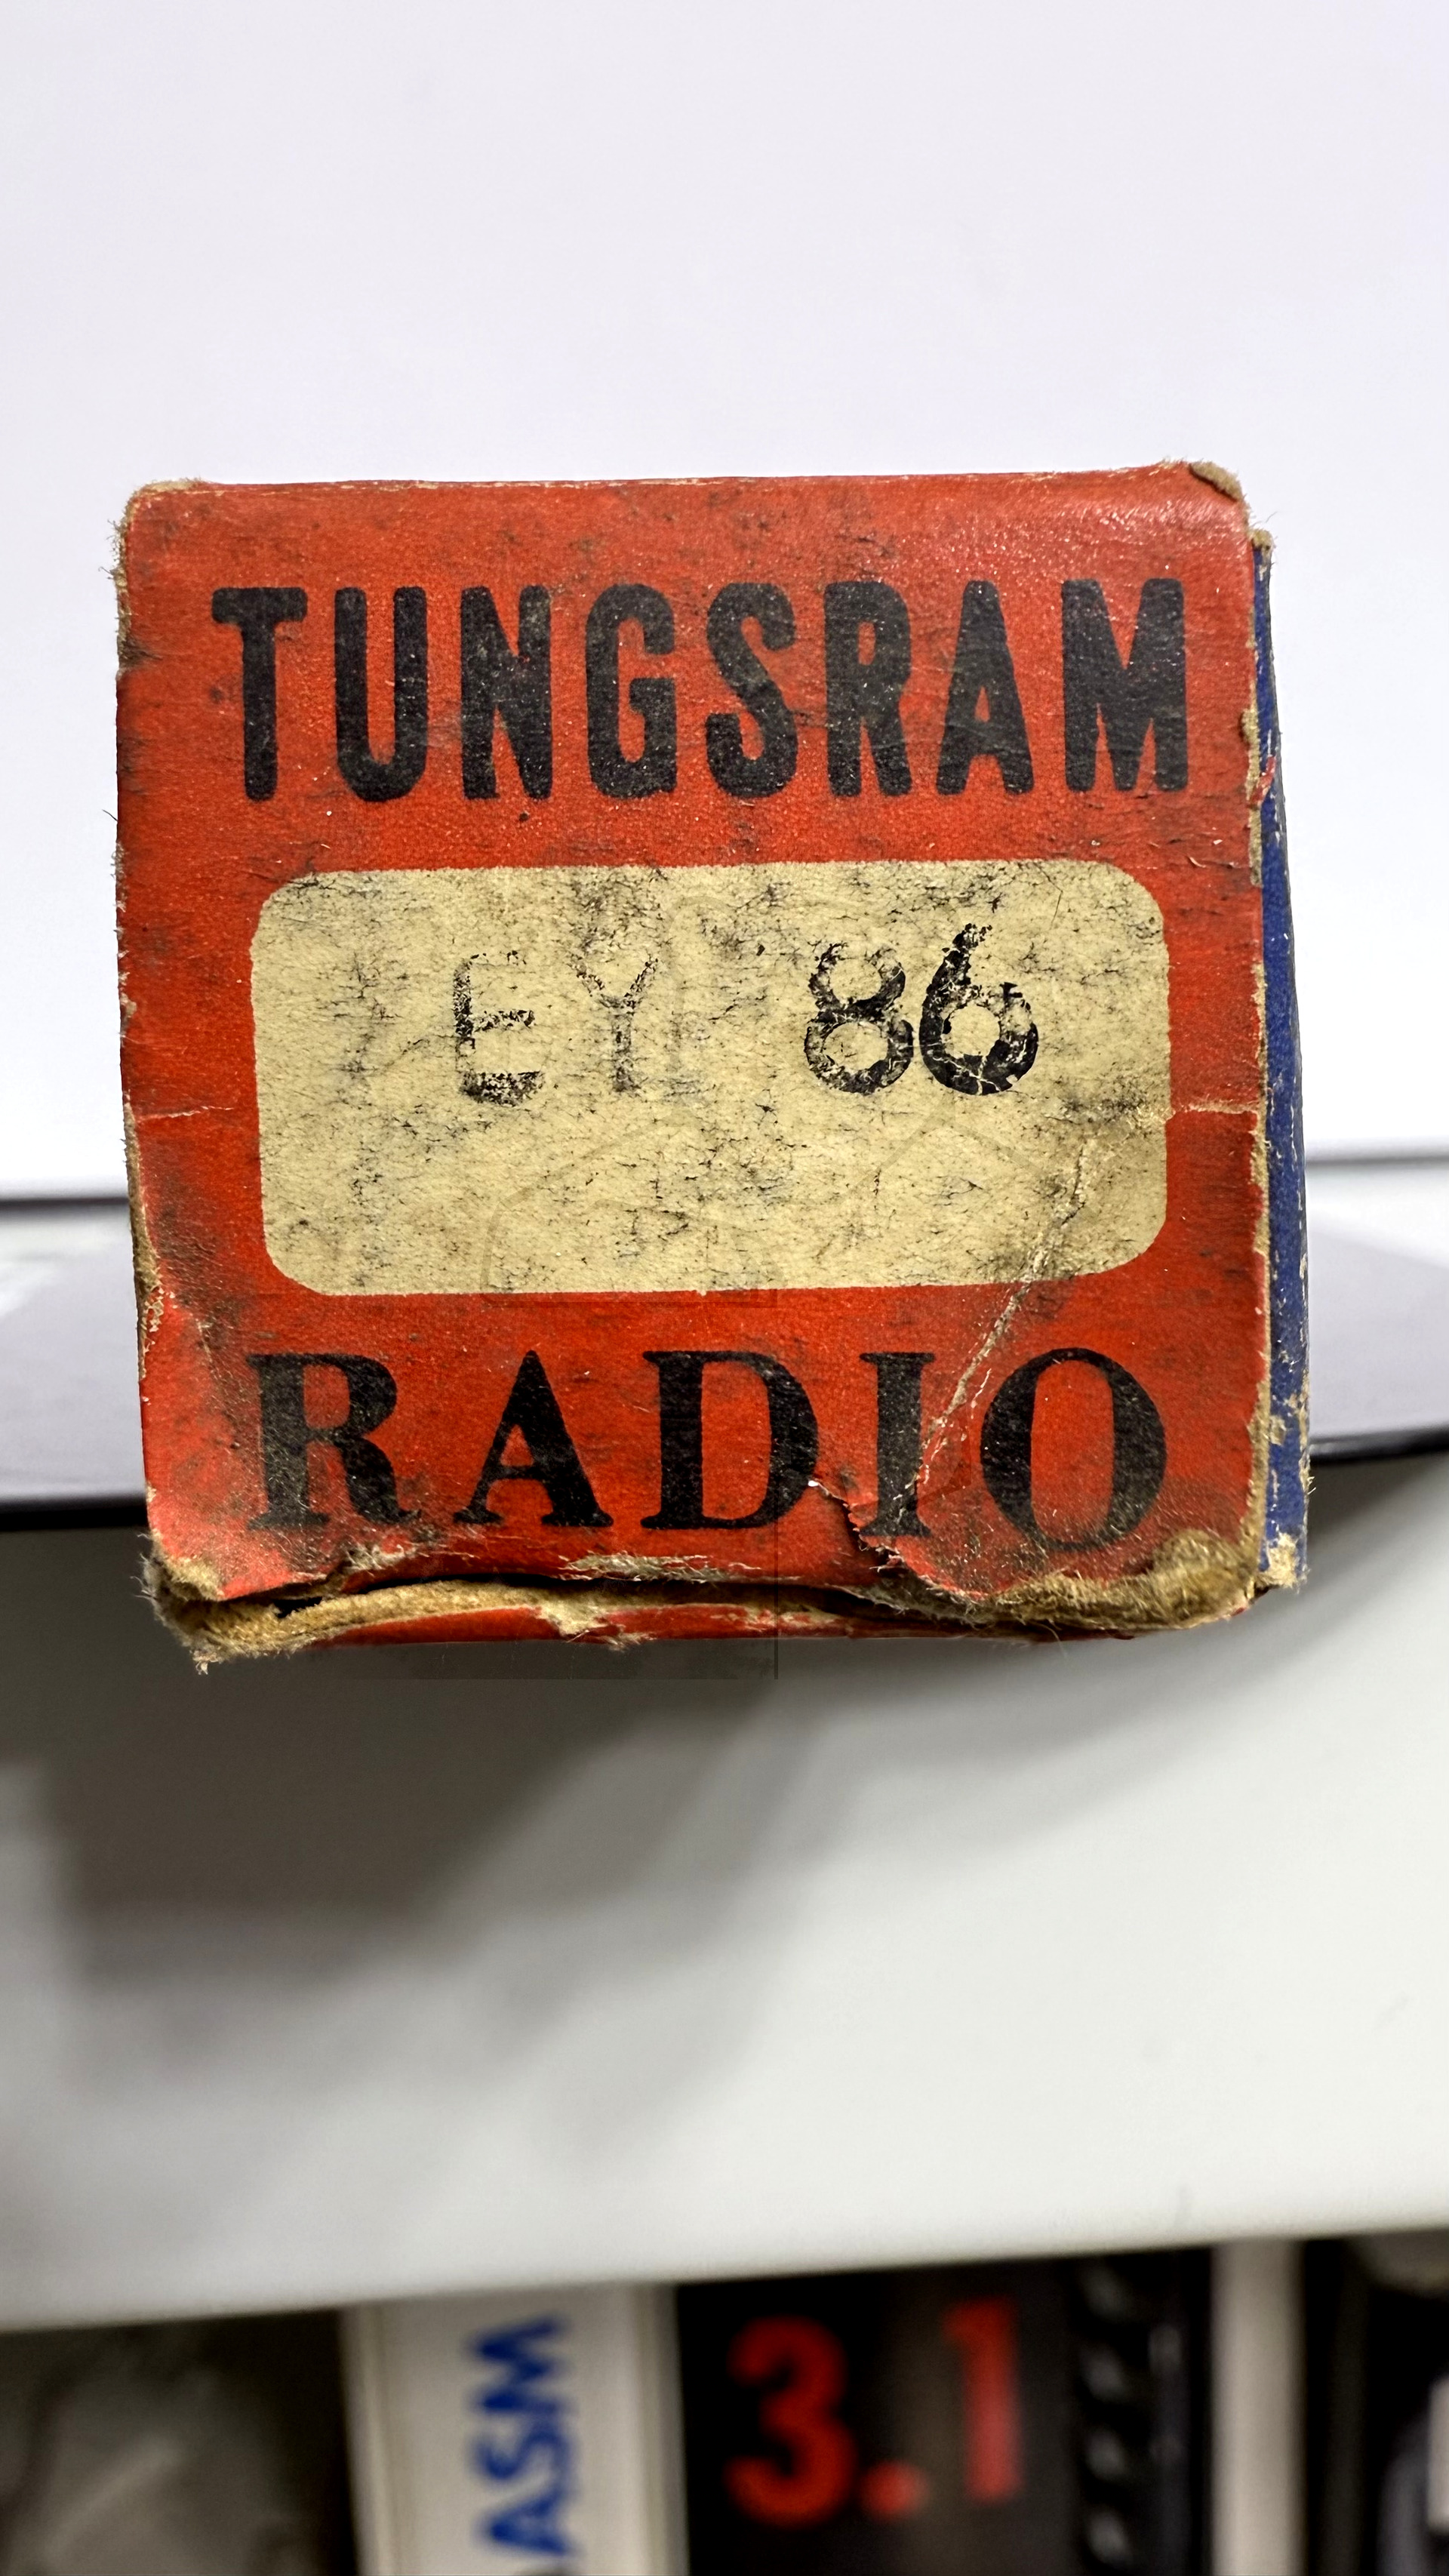 TUNGSRAM
EY 86
RADIO
ASM
3.1